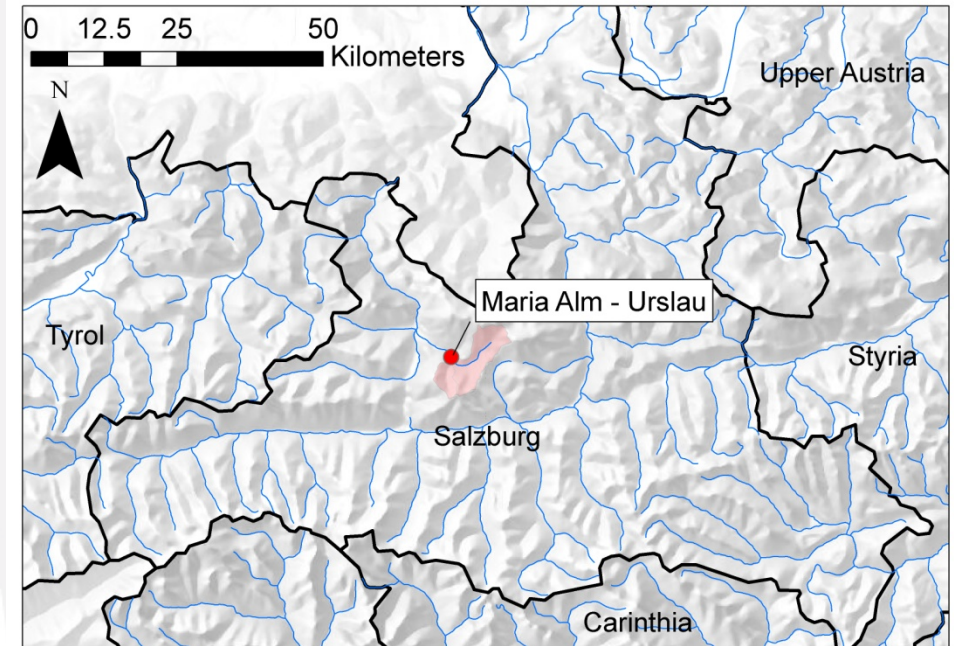 0 12.5 25 50
Kilometers
N
Upper Austria
Maria Alm - Urslau
Tyrol
Styria
Salzburg
Carinthia